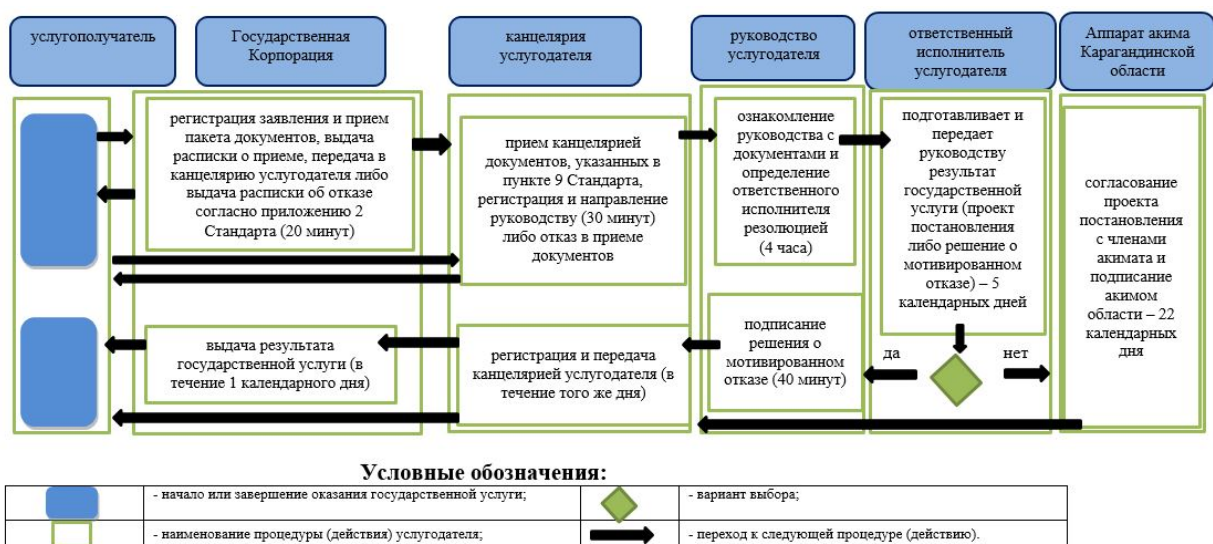 услугополучатель
Государственная
Корпорация
канцелярия
услугодателя
руководство
услугодателя
ответственный
исполнитель
услугодателя
Аппарат акима
Карагандинской
области
регистрация заявления и прием
пакета документов, выдача
расписки о приеме, передача в
канцелярию услугодателя либо
выдача расписки об отказе
согласно приложению 2
Стандарта (20 минут)
прием канцелярией
документов, указанных в
пункте 9 Стандарта,
регистрация и направление
руководству (30 минут)
либо отказ в приеме
документов
ознакомление
руководства с
документами и
определение
ответственного
исполнителя
резолюцией
(4 часа)
подготавливает и
передает
руководству
результат
государственной
услуги (проект
постановления
либо решение о
мотивированном
отказе) – 5
календарных дней
согласование
проекта
постановления
с членами
акимата и
подписание
акимом
области – 22
календарных
дня
выдача результата
государственной услуги (в
течение 1 календарного дня)
регистрация и передача
канцелярией услугодателя (в
течение того же дня)
подписание
решения о
мотивированном
отказе (40 минут)
да
нет
Условные обозначения:
- начало или завершение оказания государственной услуги;
- вариант выбора;
- наименование процедуры (действия) услугодателя;
- переход к следующей процедуре (действию).